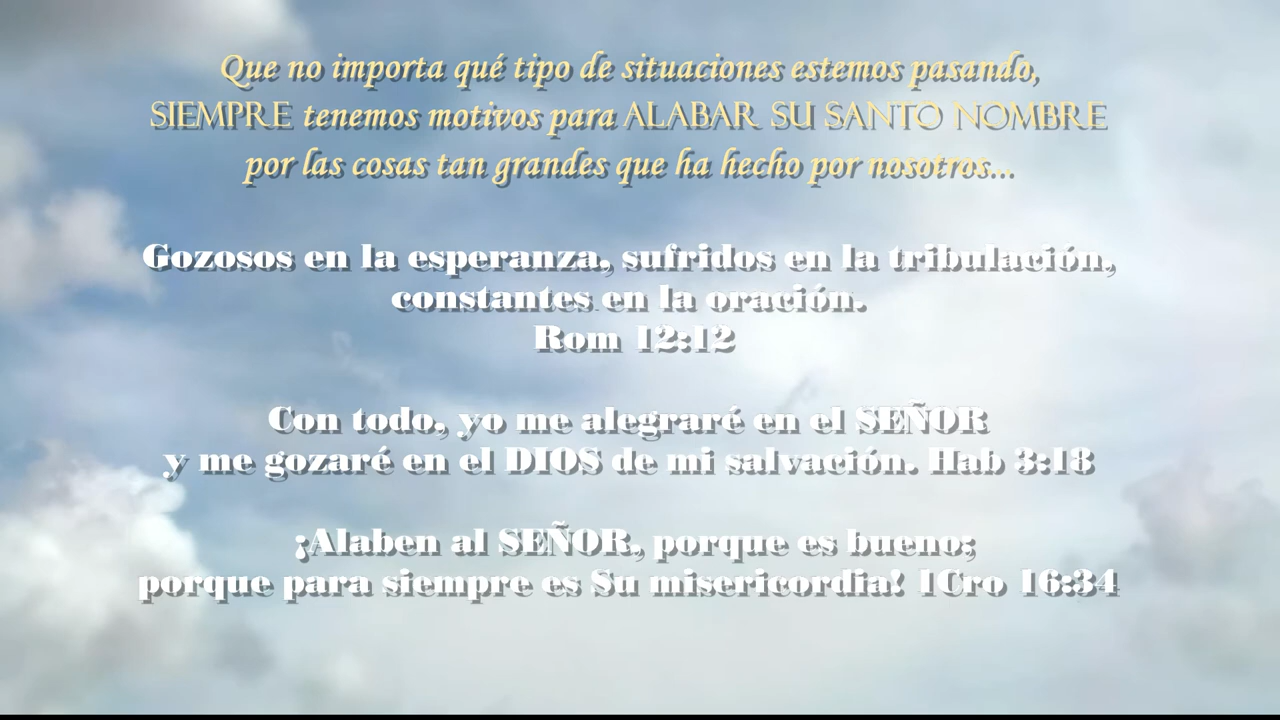 Que no importa qué tipo de situaciones estemos pasando,
SIEMPRE tenemos motivos para ALABAR SU SANTO NOMBRE
por las cosas tan grandes que ha hecho por nosotros...
Gozosos en la esperanza, sufridos en la tribulación,
constantes en la oración.
Rom 12:12
Con todo, yo me alegraré en el SEÑOR
y me gozaré en el DIOS de mi salvación. Hab 3:18
¡Alaben al SEÑOR, porque es bueno;
porque para siempre es Su misericordia! 1Cro 16:34